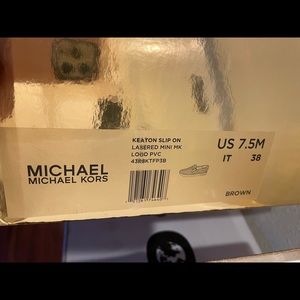 KEATON SLIP ON
LASERED MINI MK
LOGO PVC
43R8KTFP3B
US 7.5M
IT 38
MICHAEL
MICHAEL KORS
BROWN